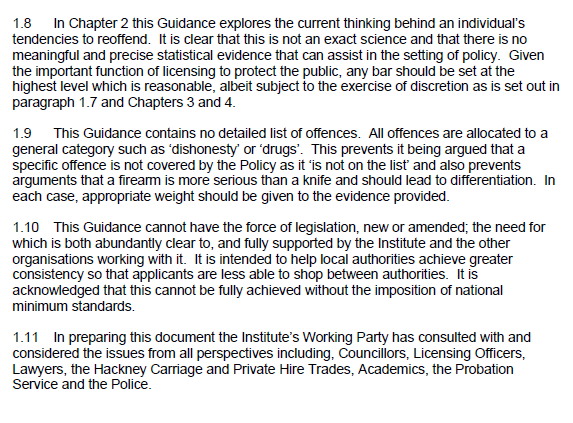 1.8 In Chapter 2 this Guidance explores the current thinking behind an individual's
tendencies to reoffend. It is clear that this is not an exact science and that there is no
meaningful and precise statistical evidence that can assist in the setting of policy. Given
the important function of licensing to protect the public, any bar should be set at the
highest level which is reasonable, albeit subject to the exercise of discretion as is set out in
paragraph 1.7 and Chapters 3 and 4.
1.9 This Guidance contains no detailed list of offences. All offences are allocated to a
general category such as 'dishonesty' or 'drugs'. This prevents it being argued that a
specific offence is not covered by the Policy as it 'is not on the list' and also prevents
arguments that a firearm is more serious than a knife and should lead to differentiation. In
each case, appropriate weight should be given to the evidence provided.
1.10 This Guidance cannot have the force of legislation, new or amended; the need for
which is both abundantly clear to, and fully supported by the Institute and the other
organisations working with it. It is intended to help local authorities achieve greater
consistency so that applicants are less able to shop between authorities. It is
acknowledged that this cannot be fully achieved without the imposition of national
minimum standards.
1.11 In preparing this document the Institute's Working Party has consulted with and
considered the issues from all perspectives including, Councillors, Licensing Officers,
Lawyers, the Hackney Carriage and Private Hire Trades, Academics, the Probation
Service and the Police.